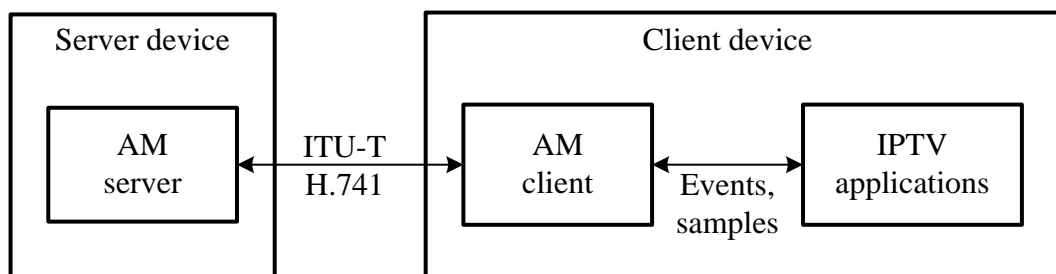 Server device
Client device
AM
server
ITU-T
H.741
AM
client
Events,
samples
IPTV
applications